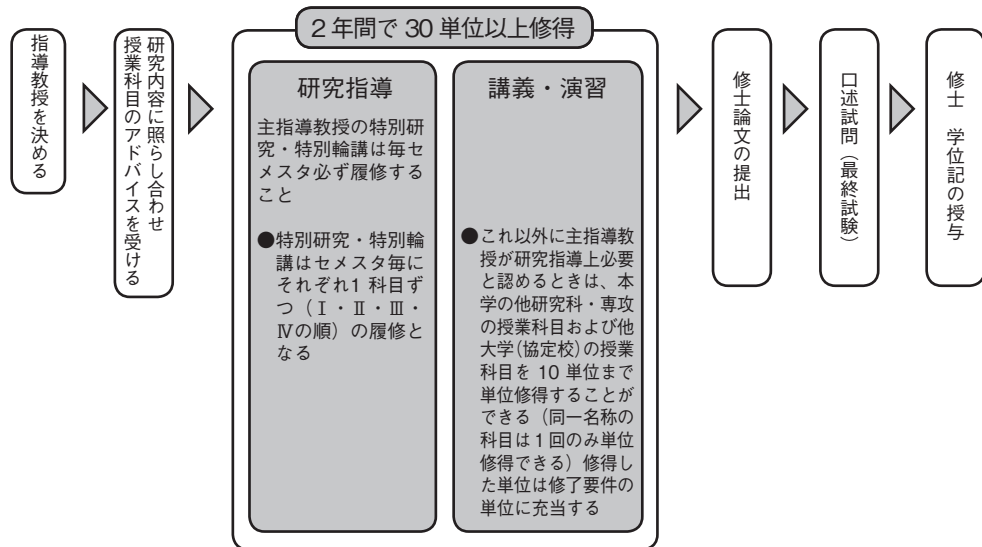 指導教授を決める
研究内容に照らし合わせ
授業科目のアドバイスを受ける
2年間で30単位以上修得
研究指導
主指導教授の特別研
究・特別輪講は毎セ
メスタ必ず履修する
こと
●特別研究・特別輪
講はセメスタ毎に
それぞれ1科目ず
つ(Ⅰ・Ⅱ・Ⅲ・
Ⅳの順)の履修と
なる
講義・演習
●これ以外に主指導教
授が研究指導上必要
と認めるときは、本
学の他研究科・専攻
の授業科目および他
大学(協定校)の授業
科目を10単位まで
単位修得することが
できる(同一名称の
科目は1回のみ単位
修得できる)修得し
た単位は修了要件の
単位に充当する
修士論文の提出
口述試問(最終試験)
修士 学位記の授与